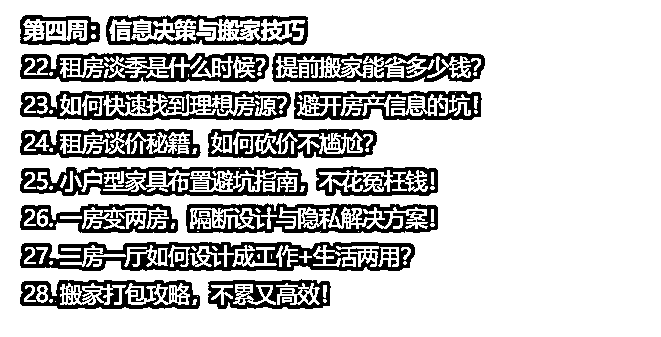 第四周：信息决策与搬家技巧
22. 租房淡季是什么时候？提前搬家能省多少钱？
23. 如何快速找到理想房源？避开房产信息的坑！
24. 租房谈价秘籍，如何砍价不尴尬？
25. 小户型家具布置避坑指南，不花冤枉钱！
26. 一房变两房，隔断设计与隐私解决方案！
27. 二房一厅如何设计成工作+生活两用？
28. 搬家打包攻略，不累又高效！